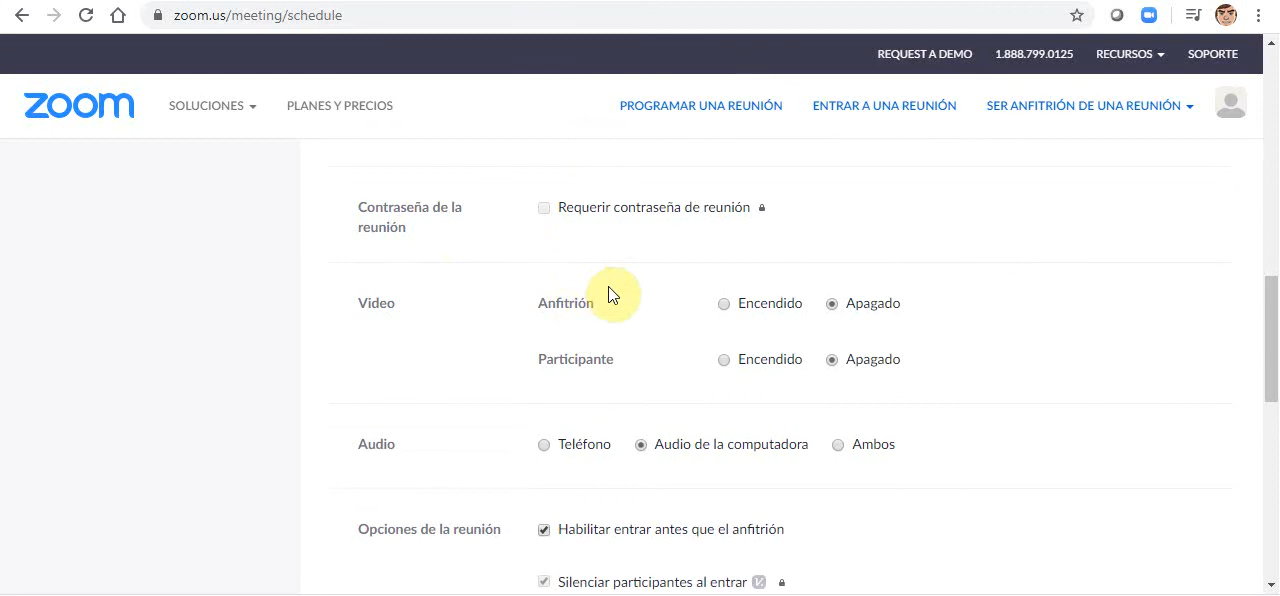 zoom.us/meeting/schedule
REQUEST A DEMO 1.888.799.0125 RECURSOS SOPORTE
zoom SOLUCIONES PLANES Y PRECIOS PROGRAMAR UNA REUNIÓN ENTRAR A UNA REUNIÓN SER ANFITRIÓN DE UNA REUNIÓN
Contraseña de la
reunión
Requerir contraseña de reunión
Video Anfitrión Encendido Apagado
Participante Encendido Apagado
Audio Teléfono Audio de la computadora Ambos
Opciones de la reunión Habilitar entrar antes que el anfitrión
Silenciar participantes al entrar